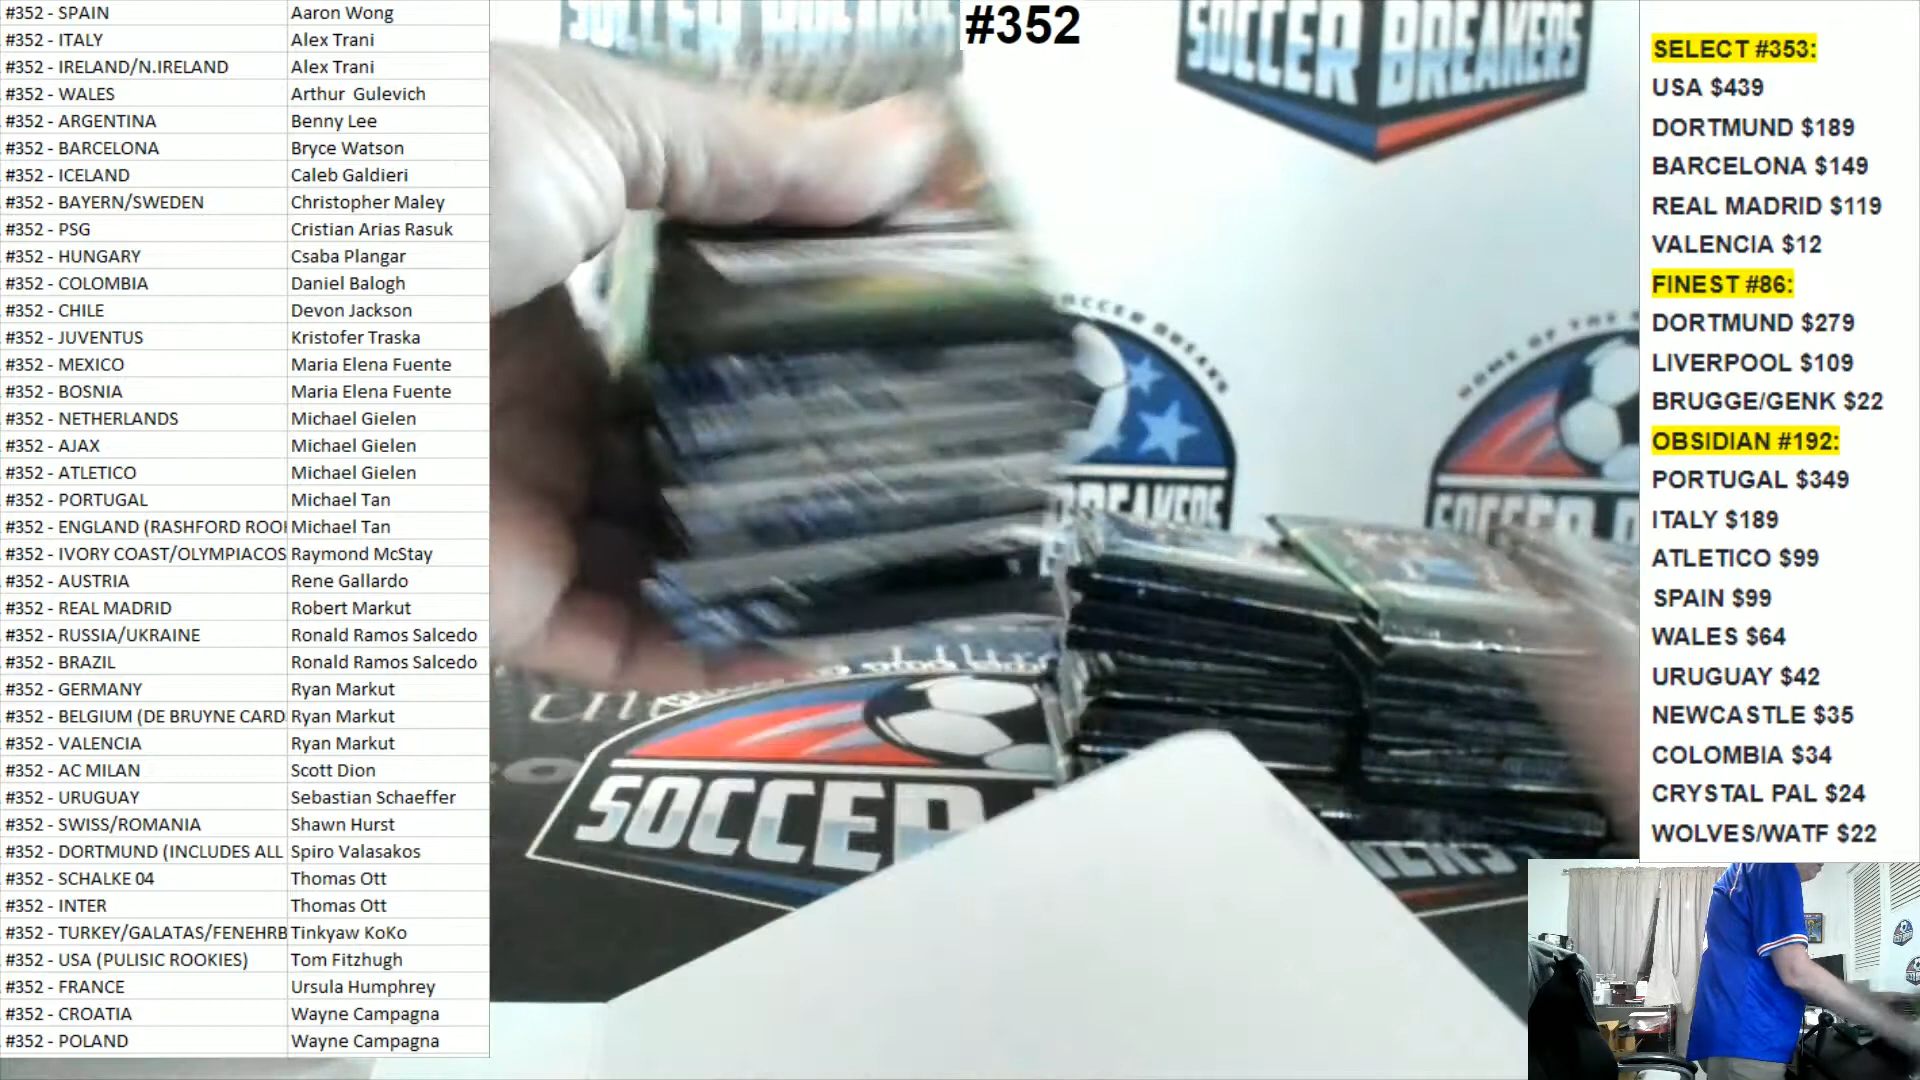 #352 - SPAIN Aaron Wong
#352 - ITALY Alex Trani
#352 - IRELAND/N.IRELAND Alex Trani
#352 - WALES Arthur Gulevich
#352 - ARGENTINA Benny Lee
#352 - BARCELONA Bryce Watson
#352 - ICELAND Caleb Galdieri
#352 - BAYERN/SWEDEN Christopher Maley
#352 - PSG Cristian Arias Rasuk
#352 - HUNGARY Csaba Plangar
#352 - COLOMBIA Daniel Balogh
#352 - CHILE Devon Jackson
#352 - JUVENTUS Kristofer Traska
#352 - MEXICO Maria Elena Fuente
#352 - BOSNIA Maria Elena Fuente
#352 - NETHERLANDS Michael Gielen
#352 - AJAX Michael Gielen
#352 - ATLETICO Michael Gielen
#352 - PORTUGAL Michael Tan
#352 - ENGLAND (RASHFORD ROO Michael Tan
#352 - IVORY COAST/OLYMPIACOS Raymond McStay
#352 - AUSTRIA Rene Gallardo
#352 - REAL MADRID Robert Markut
#352 - RUSSIA/UKRAINE Ronald Ramos Salcedo
#352 - BRAZIL Ronald Ramos Salcedo
#352 - GERMANY Ryan Markut
#352 - BELGIUM (DE BRUYNE CARD Ryan Markut
#352 - VALENCIA Ryan Markut
#352 - AC MILAN Scott Dion
#352 - URUGUAY Sebastian Schaeffer
#352 - SWISS/ROMANIA Shawn Hurst
#352 - DORTMUND (INCLUDES ALL Spiro Valasakos
#352 - SCHALKE 04 Thomas Ott
#352 - INTER Thomas Ott
#352 - TURKEY/GALATAS/FENEHRB Tinkyaw KoKo
#352 - USA (PULISIC ROOKIES) Tom Fitzhugh
#352 - FRANCE Ursula Humphrey
#352 - CROATIA Wayne Campagna
#352 - POLAND Wayne Campagna
#352
SOCCER BREAKERS
SOCCER BREAKERS
SOCCER BREAKS
BREAKERS
HOME OF THE
SOCCER
SOCCER
SELECT #353:
USA $439
DORTMUND $189
BARCELONA $149
REAL MADRID $119
VALENCIA $12
FINEST #86:
DORTMUND $279
LIVERPOOL $109
BRUGGE/GENK $22
OBSIDIAN #192:
PORTUGAL $349
ITALY $189
ATLETICO $99
SPAIN $99
WALES $64
URUGUAY $42
NEWCASTLE $35
COLOMBIA $34
CRYSTAL PAL $24
WOLVES/WATF $22